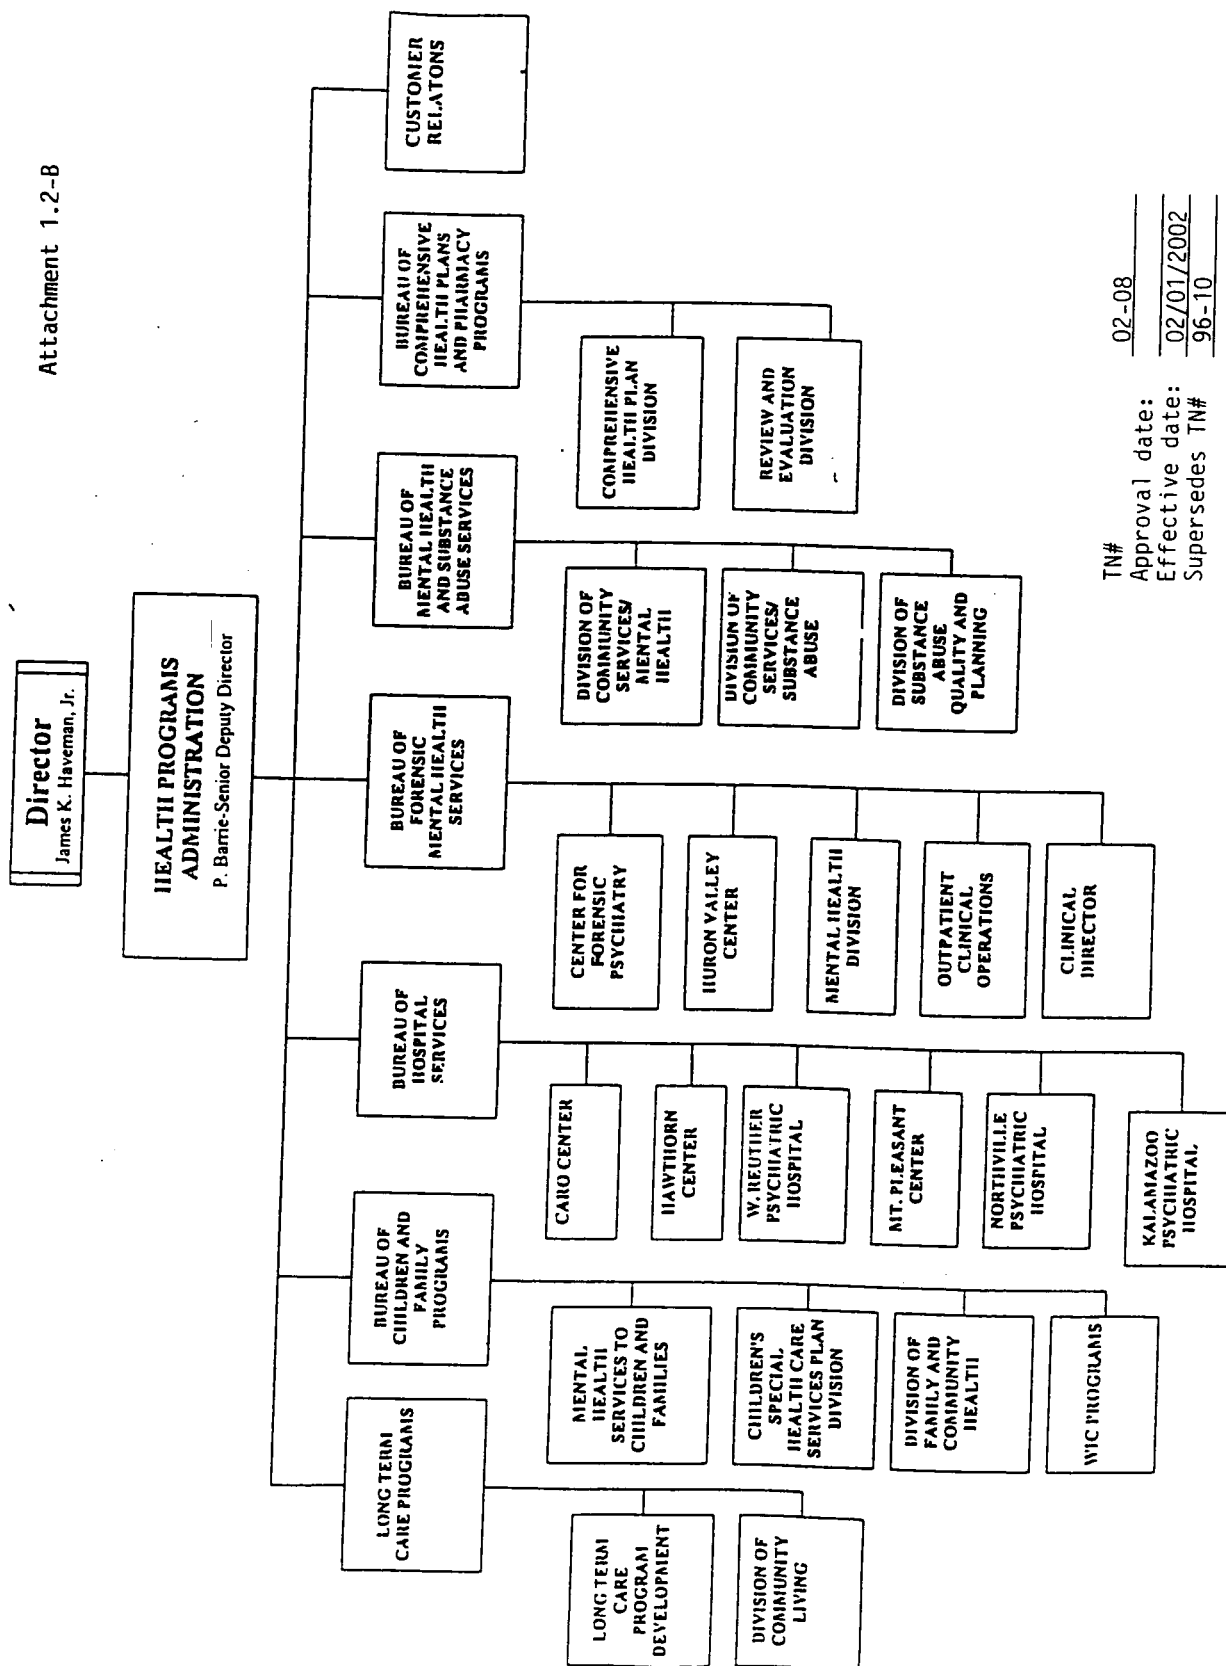 Attachment 1.2-B
Director
James K. Haveman, Jr.
HEALTH PROGRAMS
ADMINISTRATION
P. Barrie-Senior Deputy Director
LONG TERM
CARE PROGRAMS
LONG TERM
CARE
PROGRAM
DEVELOPMENT
DIVISION OF
COMMUNITY
LIVING
BUREAU OF
CHILDREN AND
FAMILY
PROGRAMS
MENTAL
HEALTH
SERVICES TO
CHILDREN AND
FAMILIES
CHILDREN'S
SPECIAL
HEALTH CARE
SERVICES PLAN
DIVISION
DIVISION OF
FAMILY AND
COMMUNITY
HEALTH
WIC PROGRAMS
BUREAU OF
HOSPITAL
SERVICES
CARO CENTER
HAWTHORN
CENTER
W. REUTHER
PSYCHIATRIC
HOSPITAL
MT. PLEASANT
CENTER
NORTHVILLE
PSYCHIATRIC
HOSPITAL
KALAMAZOO
PSYCHIATRIC
HOSPITAL
BUREAU OF
FORENSIC
MENTAL HEALTH
SERVICES
CENTER FOR
FORENSIC
PSYCHIATRY
HURON VALLEY
CENTER
MENTAL HEALTH
DIVISION
OUTPATIENT
CLINICAL
OPERATIONS
CLINICAL
DIRECTOR
BUREAU OF
MENTAL HEALTH
AND SUBSTANCE
ABUSE SERVICES
DIVISION OF
COMMUNITY
SERVICES/
MENTAL
HEALTH
DIVISION OF
COMMUNITY
SERVICES/
SUBSTANCE
ABUSE
DIVISION OF
SUBSTANCE
ABUSE
QUALITY AND
PLANNING
BUREAU OF
COMPREHENSIVE
HEALTH PLANS
AND PHARMACY
PROGRAMS
COMPREHENSIVE
HEALTH PLAN
DIVISION
REVIEW AND
EVALUATION
DIVISION
CUSTOMER
RELATONS
TN# 02-08
Approval date:
Effective date: 02/01/2002
Supersedes TN# 96-10